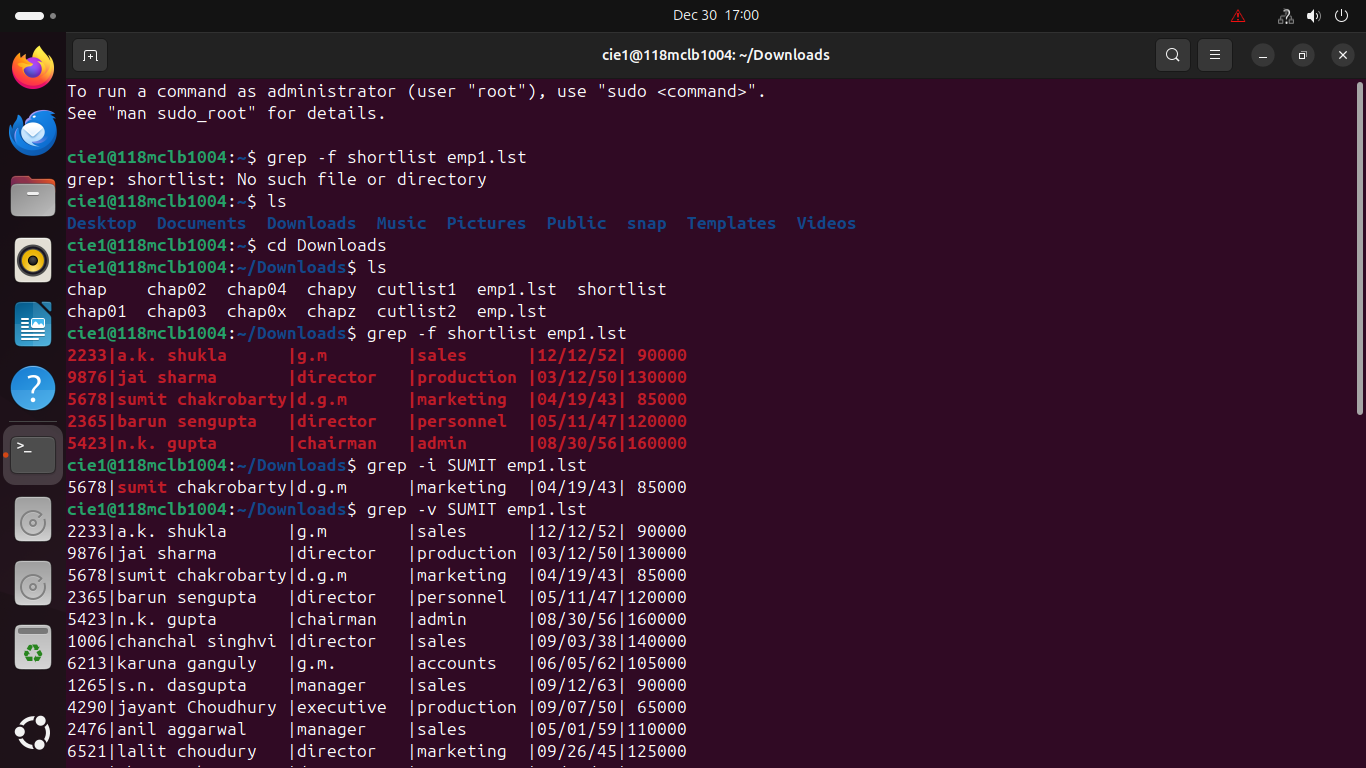 Dec 30  17:00
cie1@118mclb1004: ~/Downloads
To run a command as administrator (user "root"), use "sudo <command>".
See "man sudo_root" for details.
cie1@118mclb1004:~$ grep -f shortlist emp1.lst
grep: shortlist: No such file or directory
cie1@118mclb1004:~$ ls
Desktop  Documents  Downloads  Music  Pictures  Public  snap  Templates  Videos
cie1@118mclb1004:~$ cd Downloads
cie1@118mclb1004:~/Downloads$ ls
chap    chap02  chap04  chapy  cutlist1  emp1.lst  shortlist
chap01  chap03  chap0x  chapz  cutlist2  emp.lst
cie1@118mclb1004:~/Downloads$ grep -f shortlist emp1.lst
2233|a.k. shukla      |g.m        |sales      |12/12/52| 90000
9876|jai sharma       |director   |production |03/12/50|130000
5678|sumit chakrobarty|d.g.m      |marketing  |04/19/43| 85000
2365|barun sengupta   |director   |personnel  |05/11/47|120000
5423|n.k. gupta       |chairman   |admin      |08/30/56|160000
cie1@118mclb1004:~/Downloads$ grep -i SUMIT emp1.lst
5678|sumit chakrobarty|d.g.m      |marketing  |04/19/43| 85000
cie1@118mclb1004:~/Downloads$ grep -v SUMIT emp1.lst
2233|a.k. shukla      |g.m        |sales      |12/12/52| 90000
9876|jai sharma       |director   |production |03/12/50|130000
5678|sumit chakrobarty|d.g.m      |marketing  |04/19/43| 85000
2365|barun sengupta   |director   |personnel  |05/11/47|120000
5423|n.k. gupta       |chairman   |admin      |08/30/56|160000
1006|chanchal singhvi |director   |sales      |09/03/38|140000
6213|karuna ganguly   |g.m.       |accounts   |06/05/62|105000
1265|s.n. dasgupta    |manager    |sales      |09/12/63| 90000
4290|jayant Choudhury |executive  |production |09/07/50| 65000
2476|anil aggarwal    |manager    |sales      |05/01/59|110000
6521|lalit choudury   |director   |marketing  |09/26/45|125000